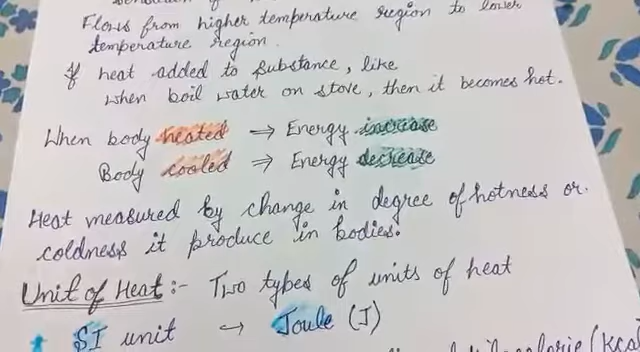 Flows from higher temperature region to lower
temperature region.
If heat added to substance, like
when boil water on stove, then it becomes hot.
When body heated → Energy increase
Body cooled ⇒ Energy decrease
Heat measured by change in degree of hotness or
coldness it produce in bodies.
Unit of Heat :- Two types of units of heat
SI unit → Joule (J)